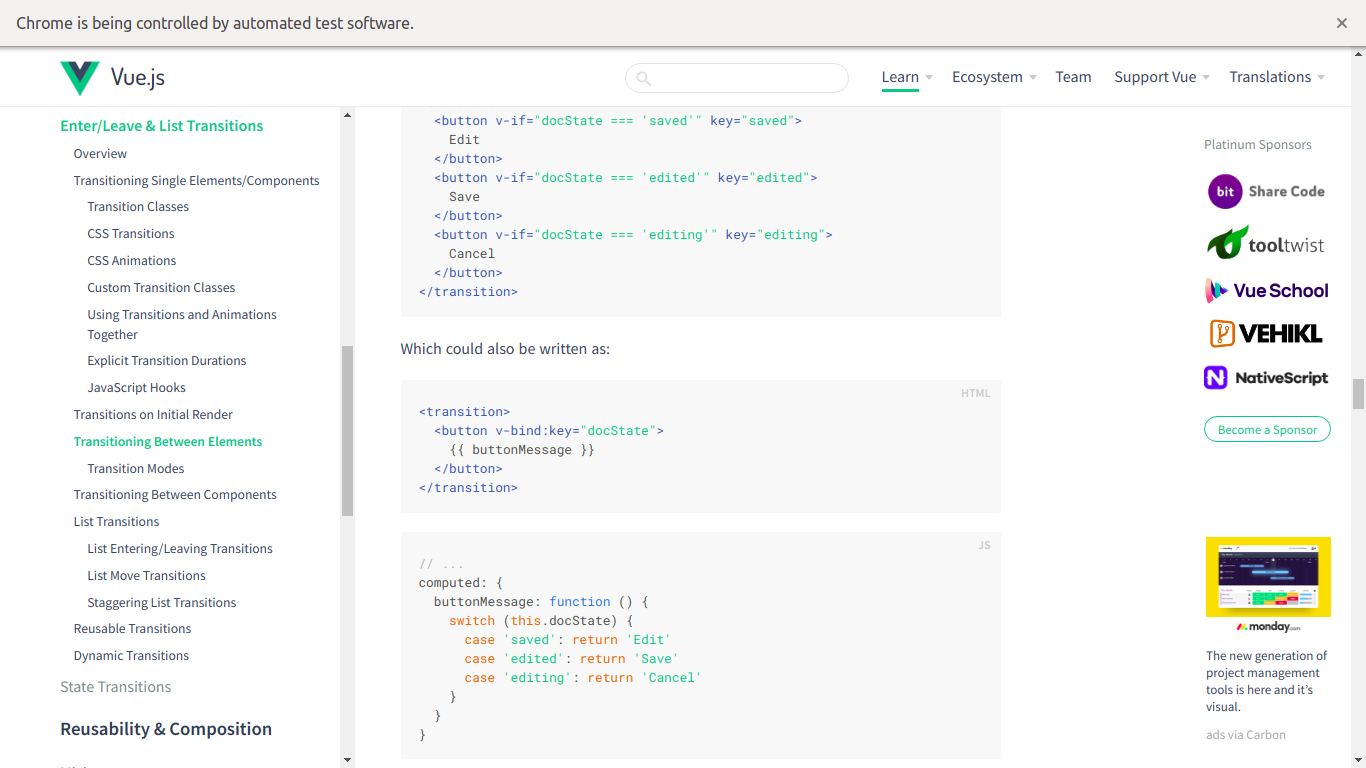 Chrome is being controlled by automated test software.
Vue.js
Learn
Ecosystem
Team
Support Vue
Translations
Enter/Leave & List Transitions
Overview
Transitioning Single Elements/Components
Transition Classes
CSS Transitions
CSS Animations
Custom Transition Classes
Using Transitions and Animations
Together
Explicit Transition Durations
JavaScript Hooks
Transitions on Initial Render
Transitioning Between Elements
Transition Modes
Transitioning Between Components
List Transitions
List Entering/Leaving Transitions
List Move Transitions
Staggering List Transitions
Reusable Transitions
Dynamic Transitions
State Transitions
Reusability & Composition
<button v-if="docState === 'saved'" key="saved">
Edit
</button>
<button v-if="docState === 'edited'" key="edited">
Save
</button>
<button v-if="docState === 'editing'" key="editing">
Cancel
</button>
</transition>
Which could also be written as:
HTML
<transition>
<button v-bind:key="docState">
{{ buttonMessage }}
</button>
</transition>
JS
// ...
computed: {
buttonMessage: function () {
switch (this.docState) {
case 'saved': return 'Edit'
case 'edited': return 'Save'
case 'editing': return 'Cancel'
}
}
}
Platinum Sponsors
bit Share Code
tooltwist
Vue School
VEHIKL
NativeScript
Become a Sponsor
monday.com
The new generation of
project management
tools is here and it's
visual.
ads via Carbon